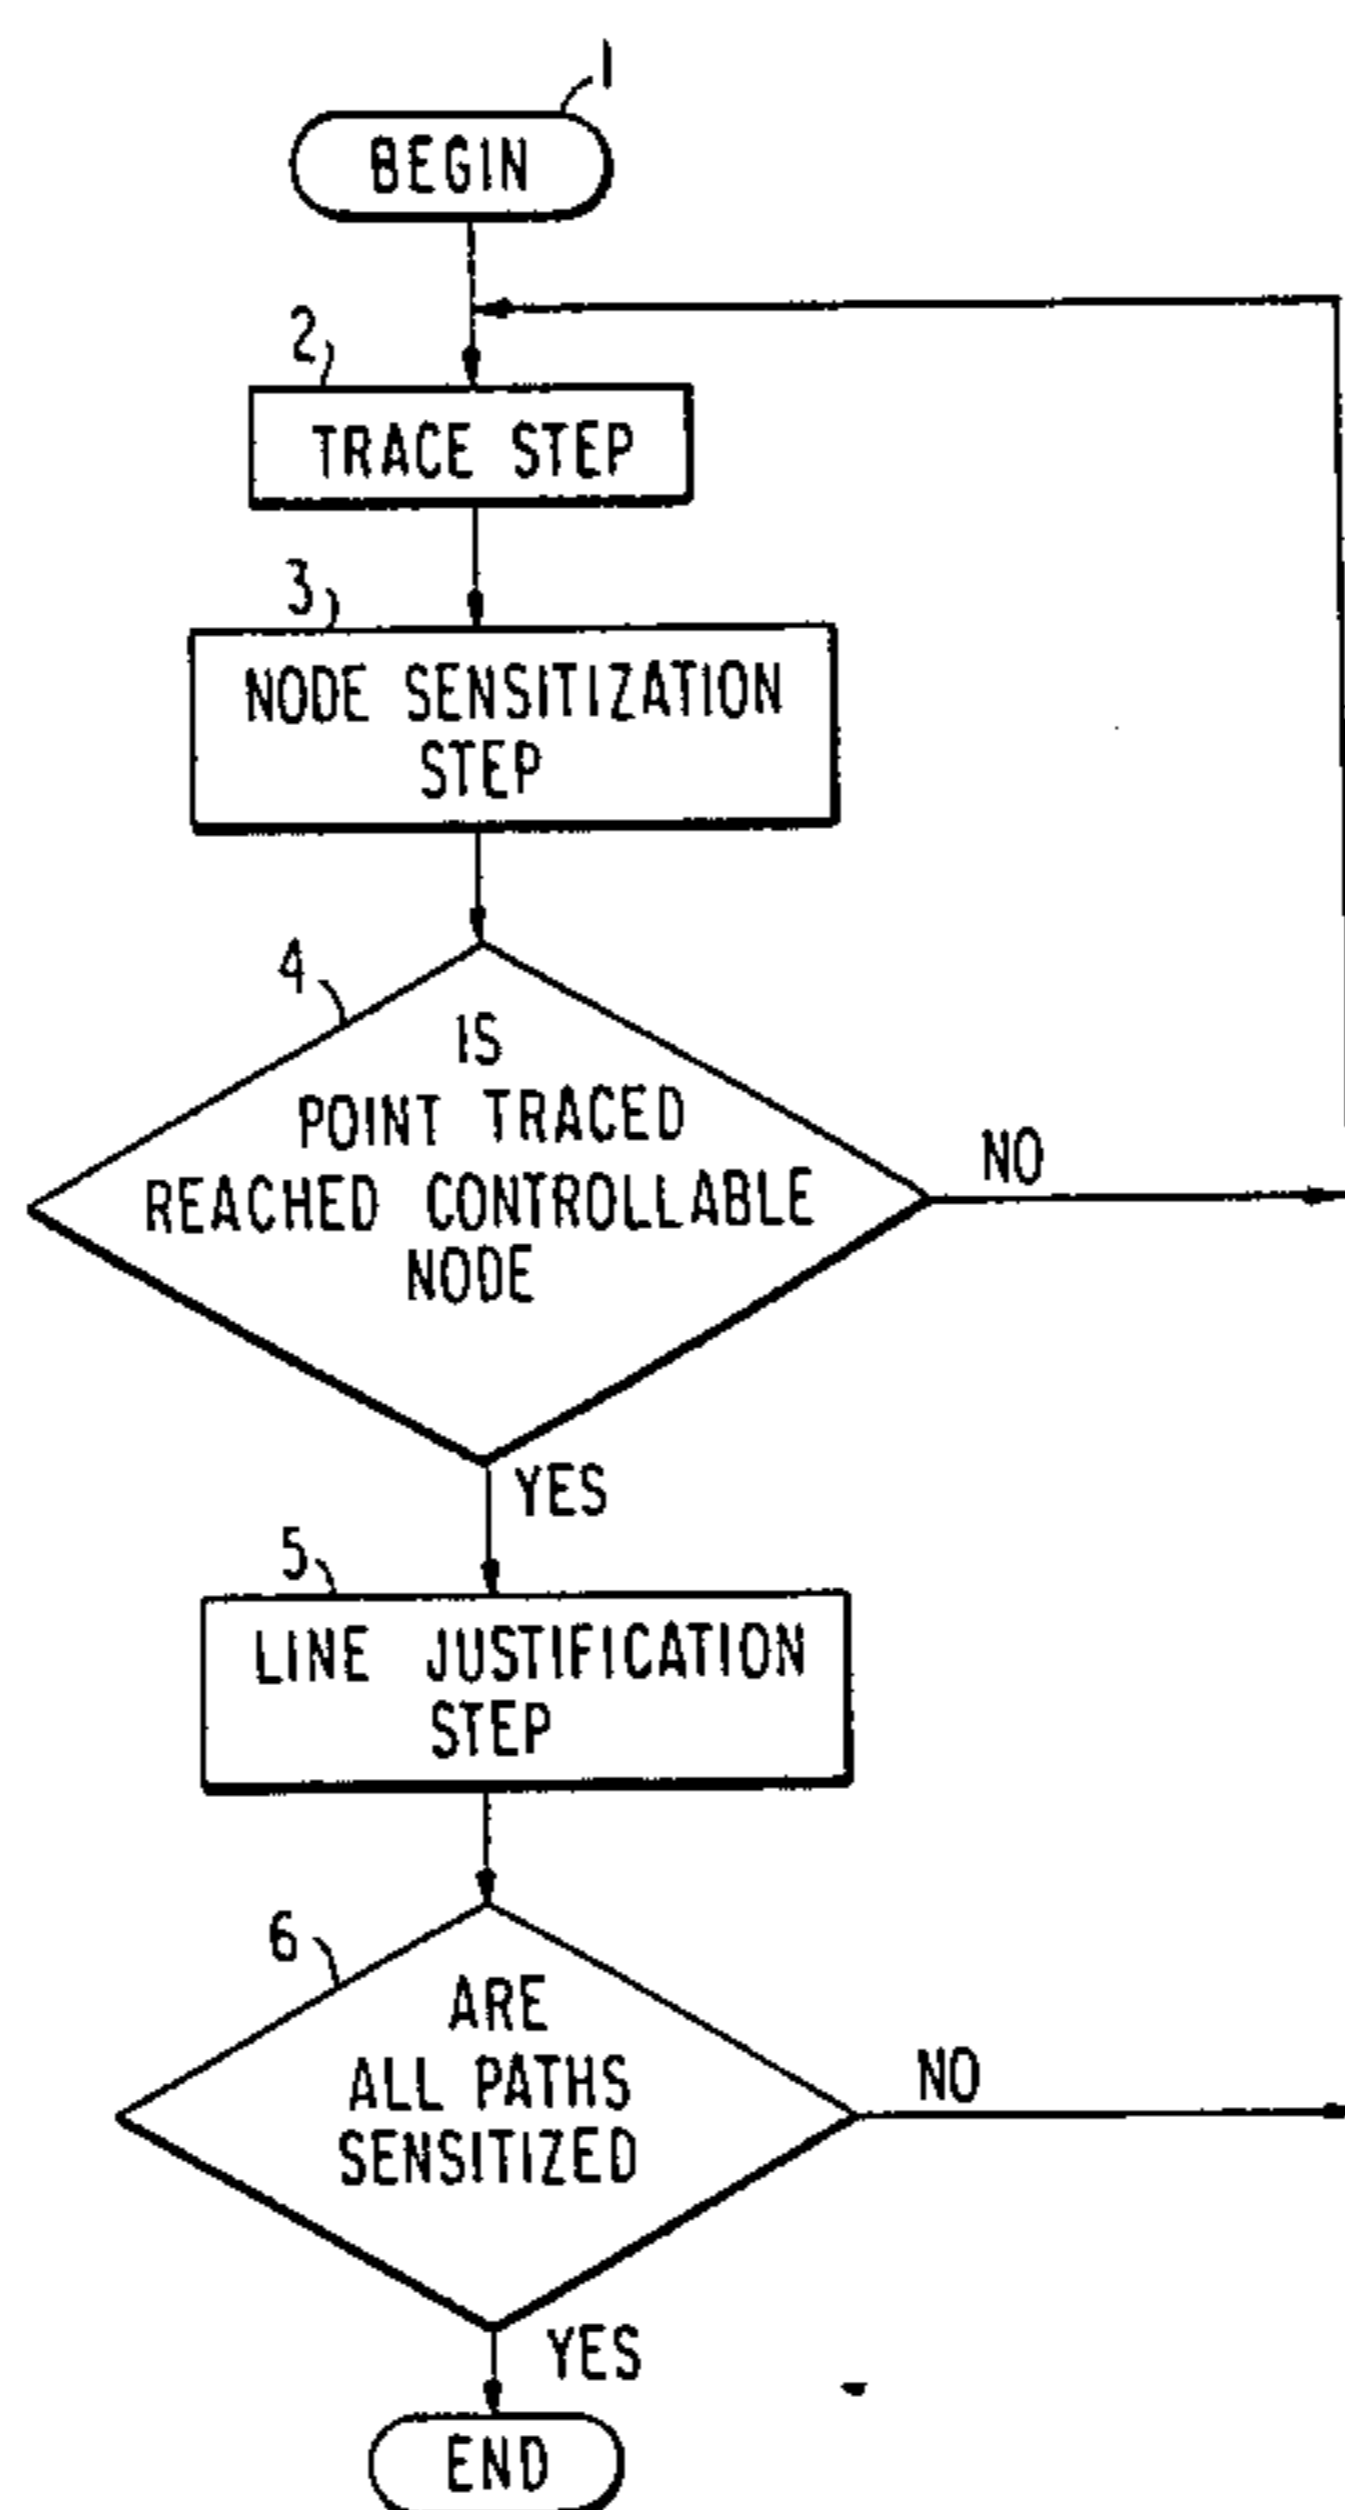 1
BEGIN
2
TRACE STEP
3
NODE SENSITIZATION
STEP
4
IS
POINT TRACED
REACHED CONTROLLABLE
NODE
NO
YES
5
LINE JUSTIFICATION
STEP
6
ARE
ALL PATHS
SENSITIZED
NO
YES
END